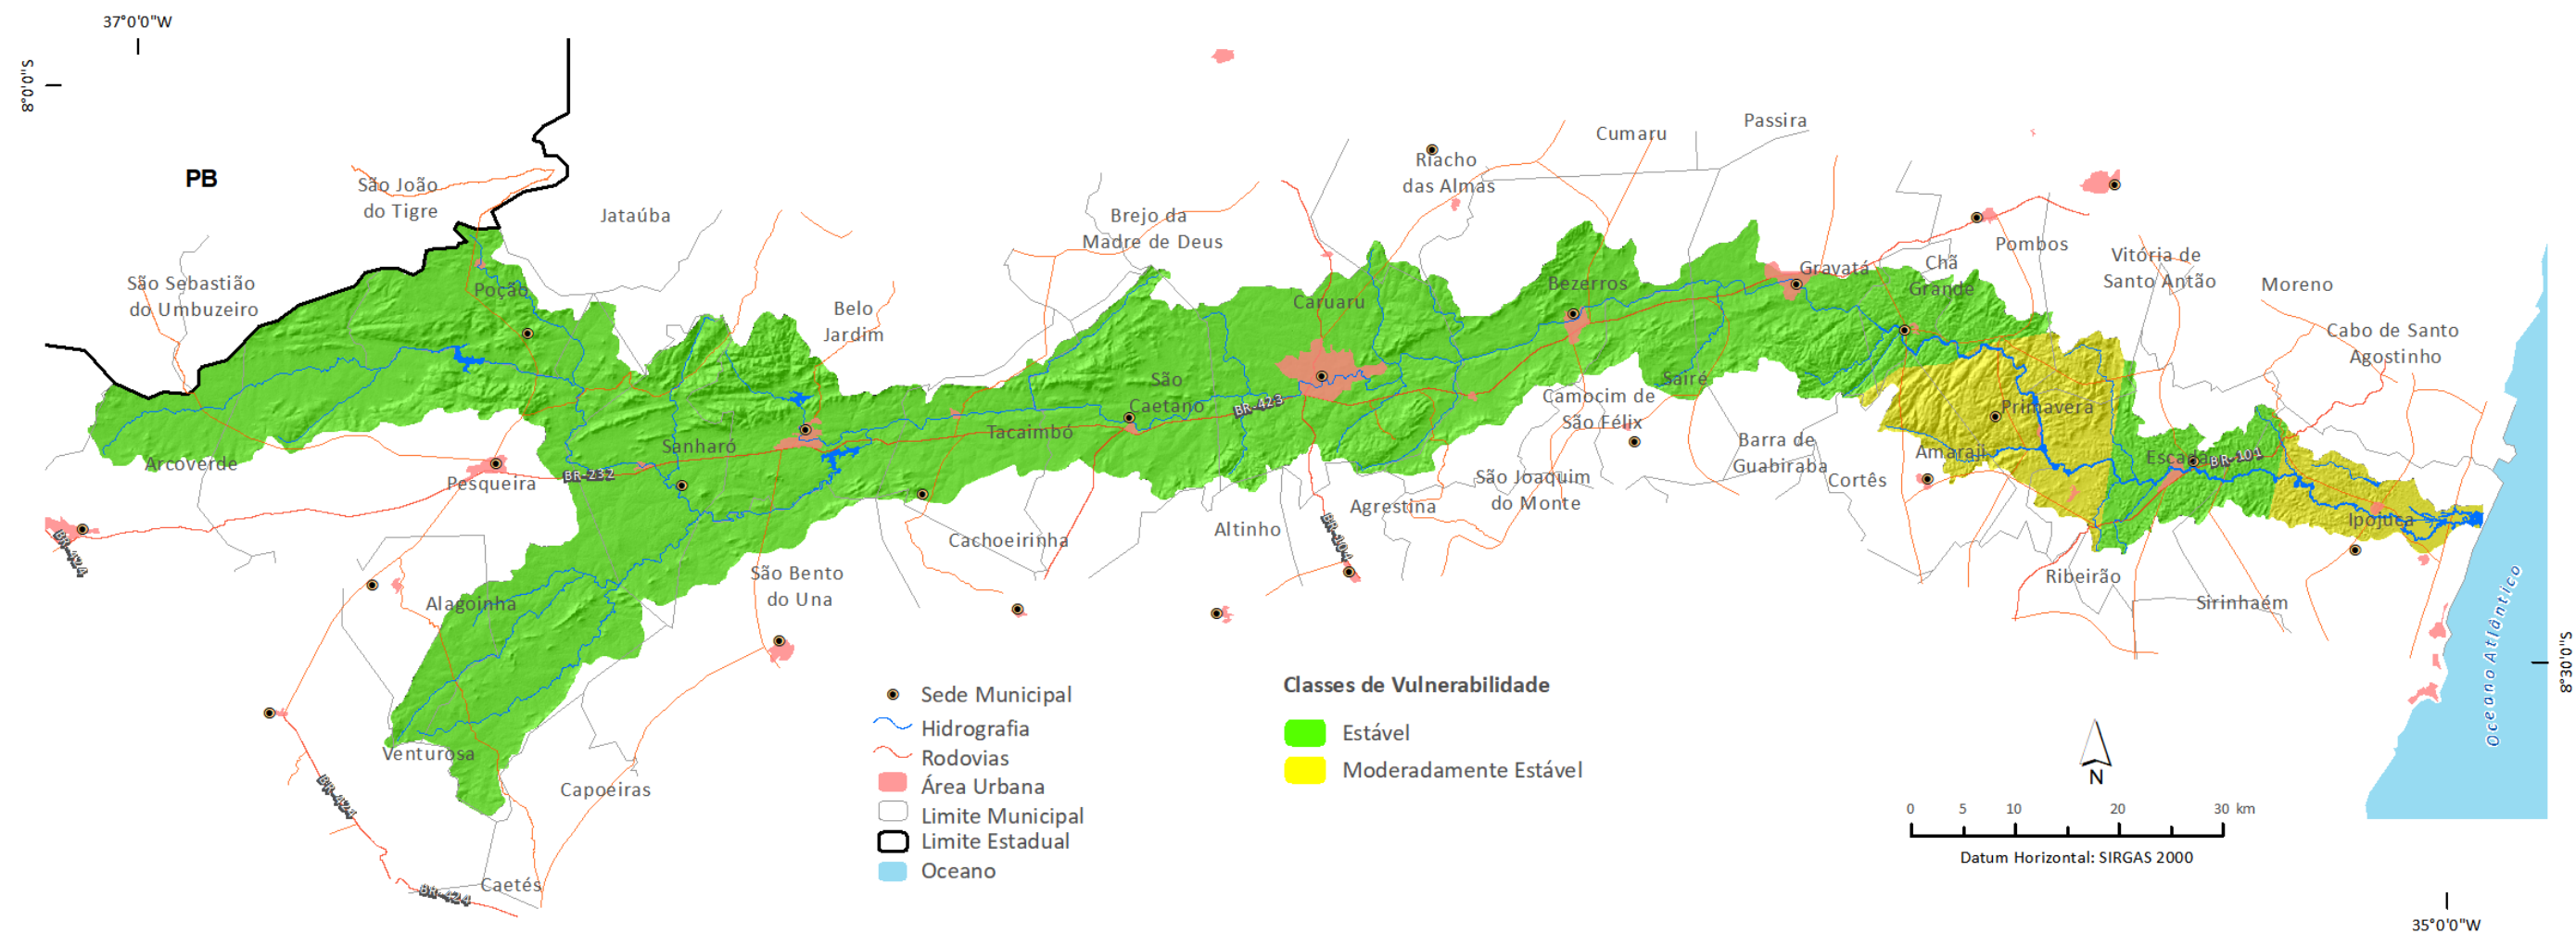 37°0'0"W
8°0'0"S
PB
São João
do Tigre
Jataúba
São Sebastião
do Umbuzeiro
Poção
Belo
Jardim
Brejo da
Madre de Deus
Riacho
das Almas
Cumaru
Passira
Caruaru
Bezerros
Gravatá
Chã
Grande
Pombos
Vitória de
Santo Antão
Moreno
Cabo de Santo
Agostinho
Arcoverde
Pesqueira
BR-232
Sanharó
Tacaimbó
São
Caetano
BR-423
Camocim de
São Félix
Sairé
Barra de
Guabiraba
Cortês
Primavera
Amaraji
Escada
BR-101
Ipojuca
BR-424
Alagoinha
São Bento
do Una
Cachoeirinha
Altinho
BR-104
Agrestina
São Joaquim
do Monte
Ribeirão
Sirinhaém
Oceano Atlântico
8°30'0"S
Venturosa
Capoeiras
BR-424
Caetés
BR-424
Sede Municipal
Hidrografia
Rodovias
Área Urbana
Limite Municipal
Limite Estadual
Oceano
Classes de Vulnerabilidade
Estável
Moderadamente Estável
N
0 5 10 20 30 km
Datum Horizontal: SIRGAS 2000
35°0'0"W